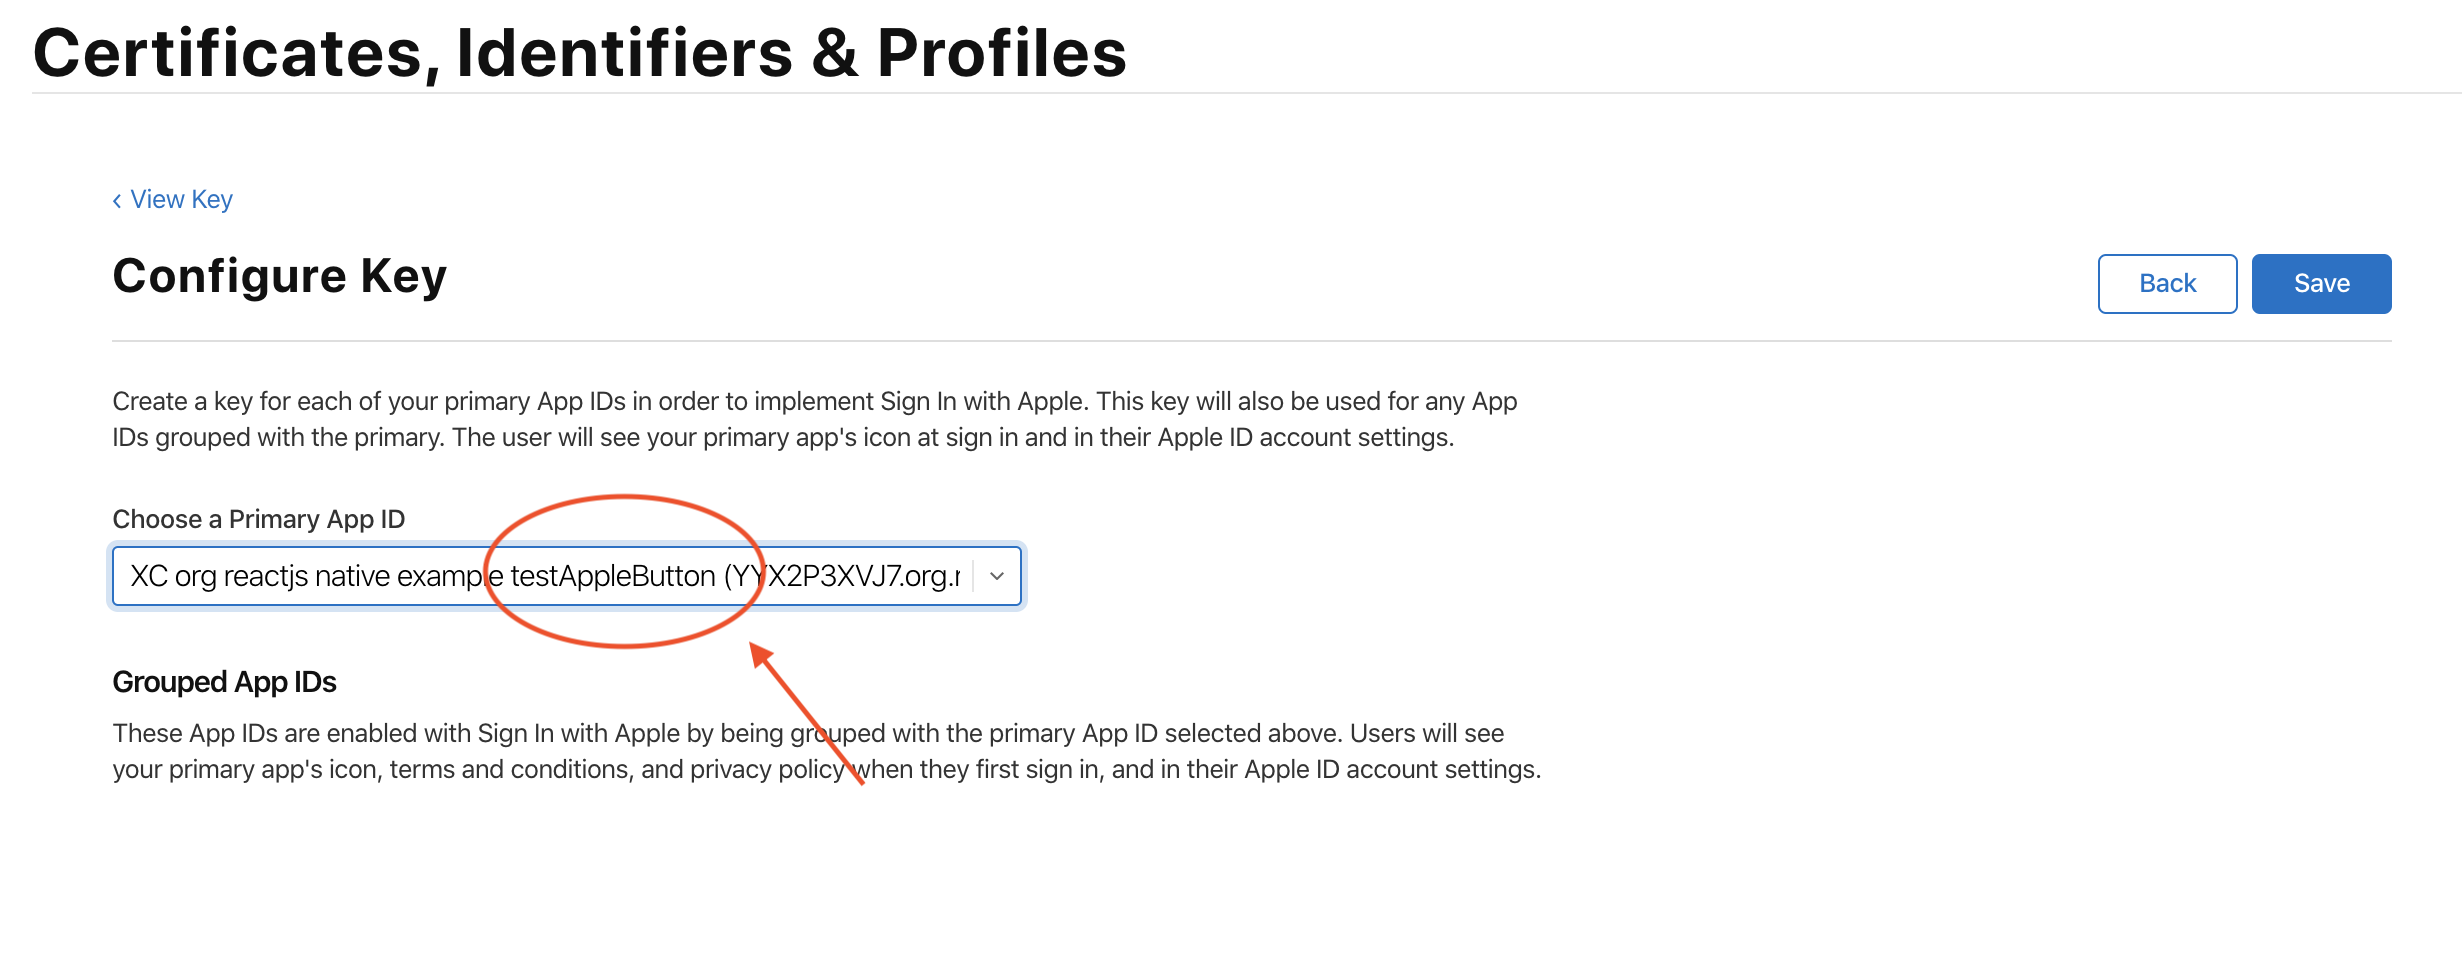 Certificates, Identifiers & Profiles
‹ View Key
Configure Key
Back
Save
Create a key for each of your primary App IDs in order to implement Sign In with Apple. This key will also be used for any App
IDs grouped with the primary. The user will see your primary app's icon at sign in and in their Apple ID account settings.
Choose a Primary App ID
XC org reactjs native example testAppleButton (YYX2P3XVJ7.org.r
Grouped App IDs
These App IDs are enabled with Sign In with Apple by being grouped with the primary App ID selected above. Users will see
your primary app's icon, terms and conditions, and privacy policy when they first sign in, and in their Apple ID account settings.